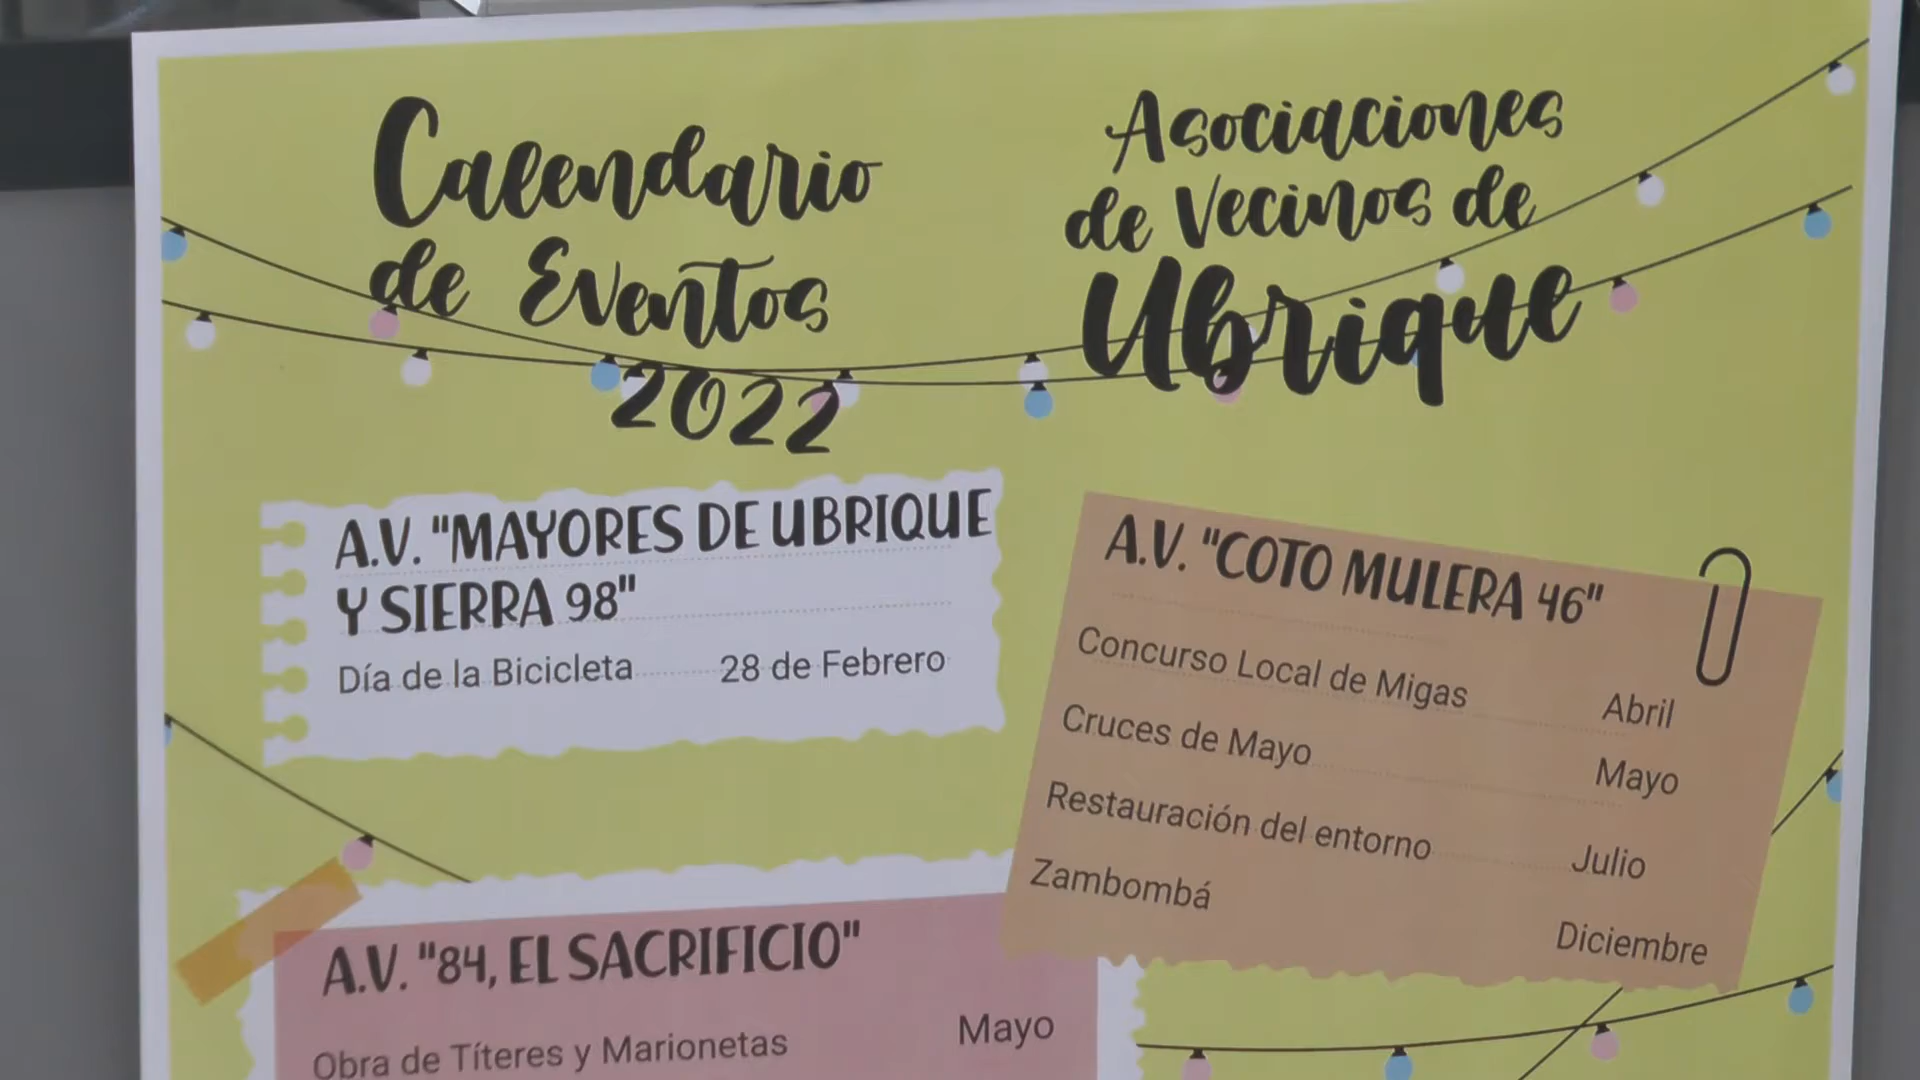 Calendario
de Eventos
2022
Asociaciones
de Vecinos de
Ubrique
A.V. "MAYORES DE UBRIQUE
Y SIERRA 98"
Día de la Bicicleta 28 de Febrero
A.V. "COTO MULERA 46"
Concurso Local de Migas Abril
Cruces de Mayo Mayo
Restauración del entorno Julio
Zambombá Diciembre
A.V. "84, EL SACRIFICIO"
Obra de Títeres y Marionetas Mayo